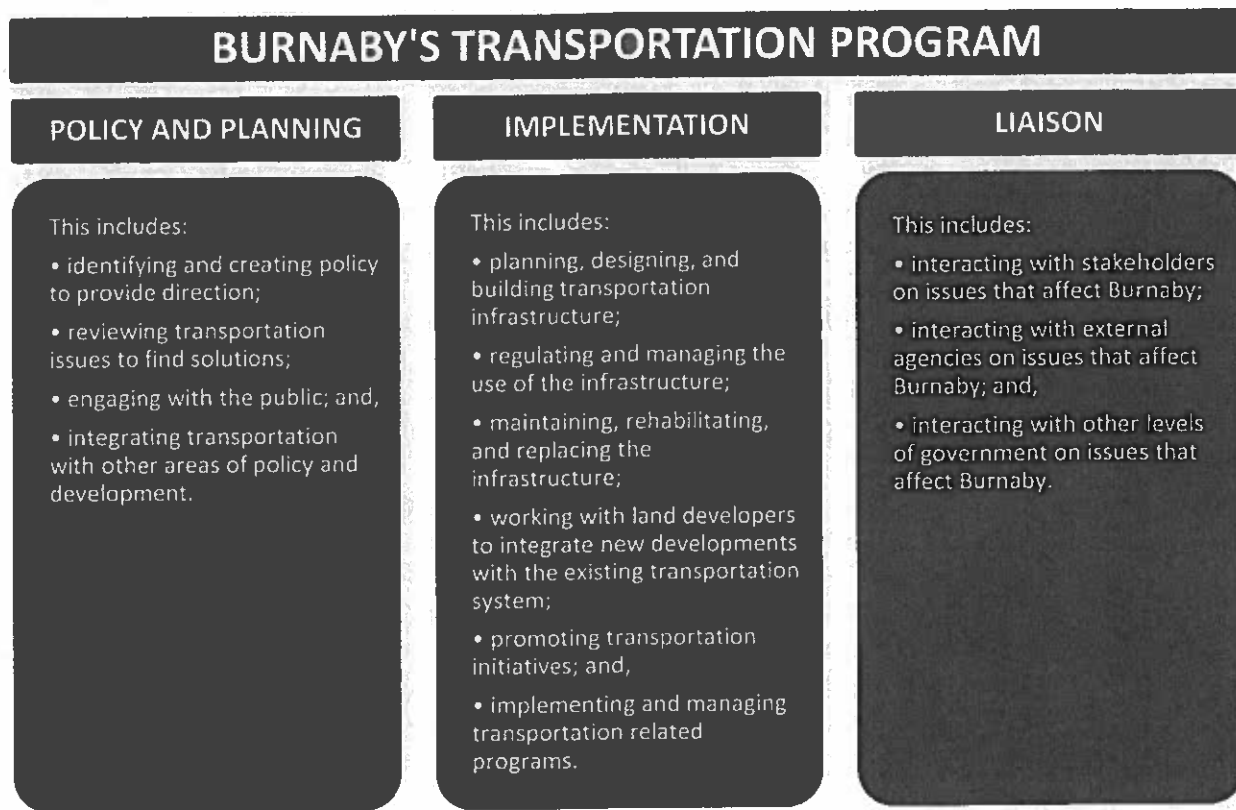 BURNABY'S TRANSPORTATION PROGRAM
POLICY AND PLANNING
This includes:
• identifying and creating policy
to provide direction;
• reviewing transportation
issues to find solutions;
• engaging with the public; and,
• integrating transportation
with other areas of policy and
development.
IMPLEMENTATION
This includes:
• planning, designing, and
building transportation
infrastructure;
• regulating and managing the
use of the infrastructure;
• maintaining, rehabilitating,
and replacing the
infrastructure;
• working with land developers
to integrate new developments
with the existing transportation
system;
• promoting transportation
initiatives; and,
• implementing and managing
transportation related
programs.
LIAISON
This includes:
• interacting with stakeholders
on issues that affect Burnaby;
• interacting with external
agencies on issues that affect
Burnaby; and,
• interacting with other levels
of government on issues that
affect Burnaby.